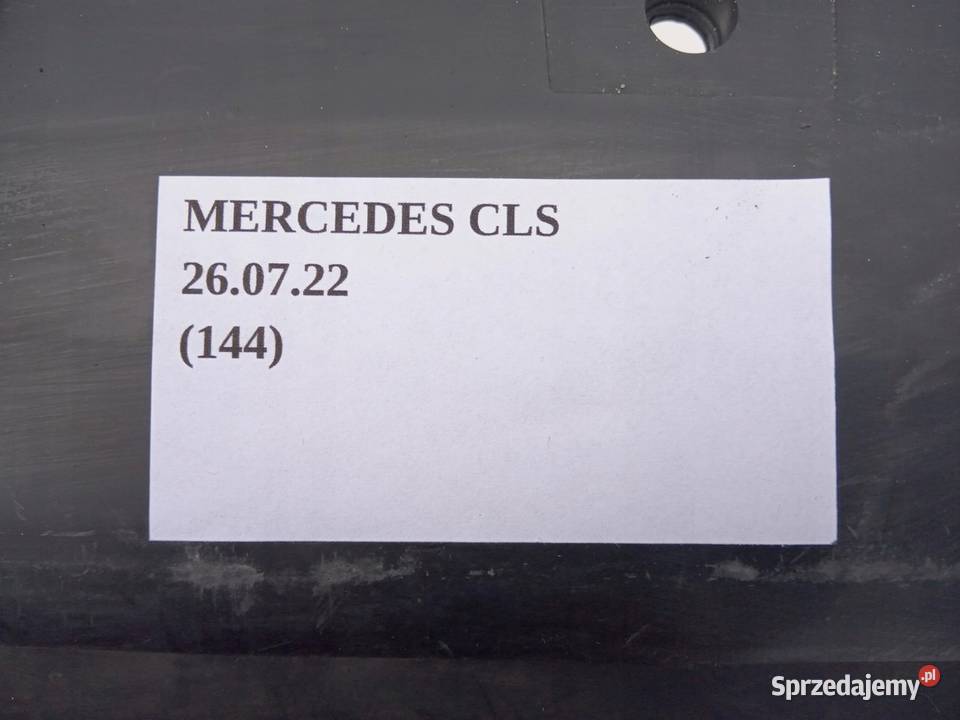 MERCEDES CLS
26.07.22
(144)
Sprzedajemy.pl